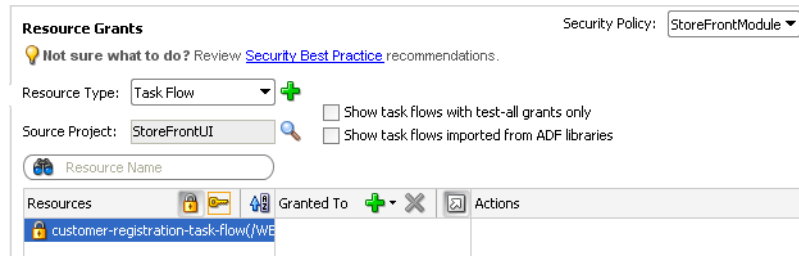 Resource Grants
Security Policy: StoreFrontModule
Not sure what to do? Review Security Best Practice recommendations.
Resource Type: Task Flow
Show task flows with test-all grants only
Source Project: StoreFrontUI
Show task flows imported from ADF libraries
Resource Name
Resources Granted To Actions
customer-registration-task-flow(/WE